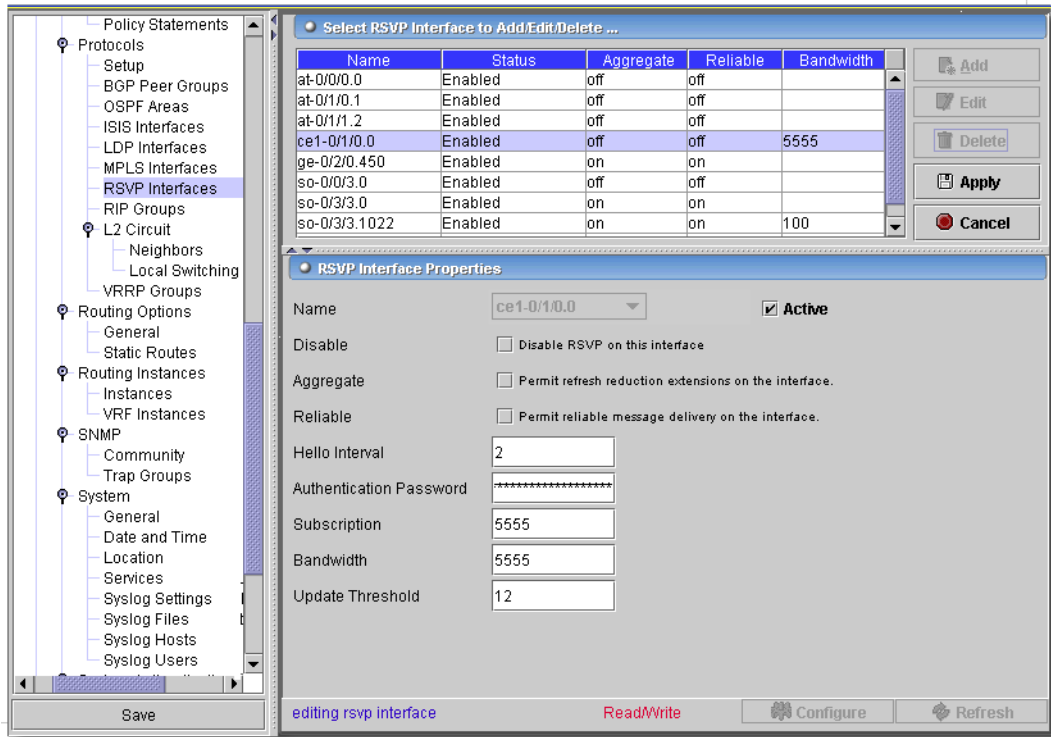 Policy Statements
Protocols
Setup
BGP Peer Groups
OSPF Areas
ISIS Interfaces
LDP Interfaces
MPLS Interfaces
RSVP Interfaces
RIP Groups
L2 Circuit
Neighbors
Local Switching
VRRP Groups
Routing Options
General
Static Routes
Routing Instances
Instances
VRF Instances
SNMP
Community
Trap Groups
System
General
Date and Time
Location
Services
Syslog Settings
Syslog Files
Syslog Hosts
Syslog Users
Save
Select RSVP Interface to Add/Edit/Delete ...
Name Status Aggregate Reliable Bandwidth
at-0/0/0.0 Enabled off off
at-0/1/0.1 Enabled off off
at-0/1/1.2 Enabled off off
ce1-0/1/0.0 Enabled off off 5555
ge-0/2/0.450 Enabled on on
so-0/0/3.0 Enabled off off
so-0/3/3.0 Enabled on on
so-0/3/3.1022 Enabled on on 100
Add
Edit
Delete
Apply
Cancel
RSVP Interface Properties
Name ce1-0/1/0.0 Active
Disable Disable RSVP on this interface
Aggregate Permit refresh reduction extensions on the interface.
Reliable Permit reliable message delivery on the interface.
Hello Interval 2
Authentication Password ******************
Subscription 5555
Bandwidth 5555
Update Threshold 12
editing rsvp interface Read/Write Configure Refresh